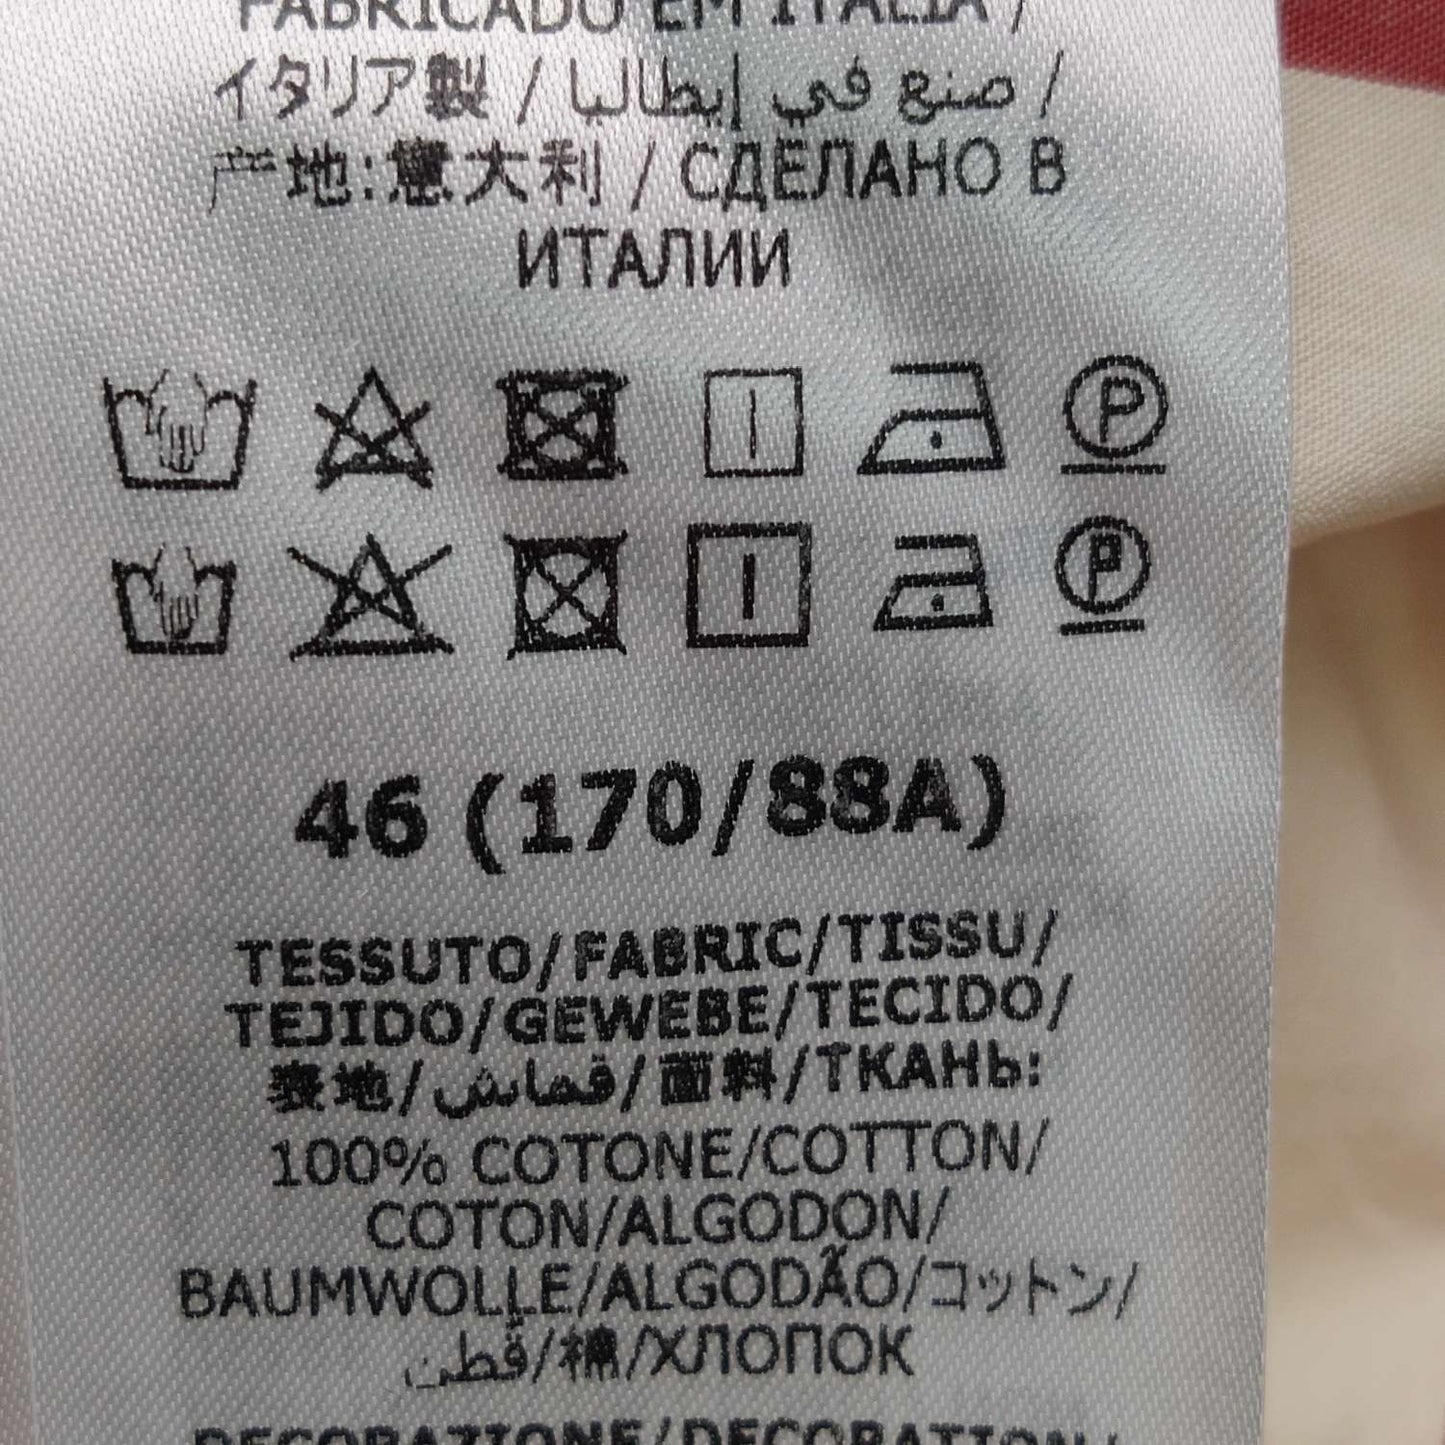 FABRICADO EM ITALIA /
イタリア製 / صنع في إيطاليا /
产地:意大利 / СДЕЛАНО В
ИТАЛИИ
P
P
46 (170/88A)
TESSUTO/FABRIC/TISSU/
TEJIDO/GEWEBE/TECIDO/
表地/قماش/面料/ТКАНЬ:
100% COTONE/COTTON/
COTON/ALGODON/
BAUMWOLLE/ALGODÃO/コットン/
قطن/棉/ХЛОПОК
DECORAZIONE/DECORATION/